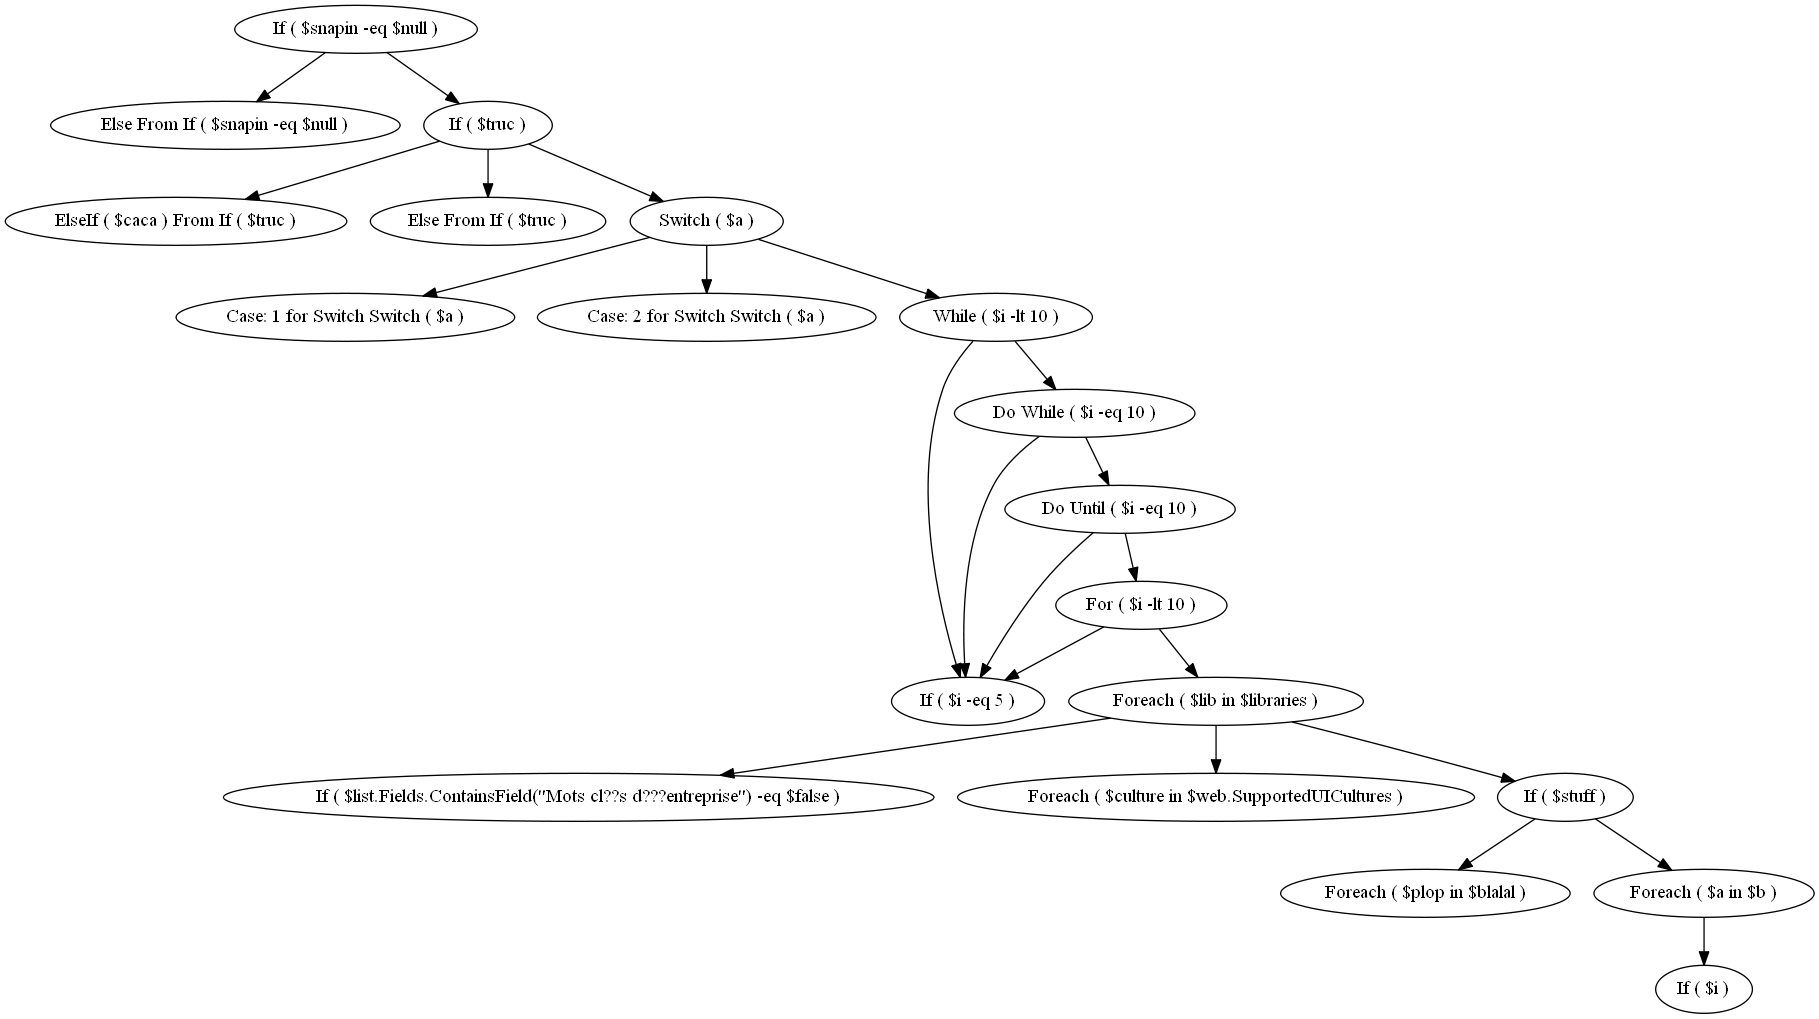 If ( $snapin -eq $null )
Else From If ( $snapin -eq $null )
If ( $truc )
ElseIf ( $caca ) From If ( $truc )
Else From If ( $truc )
Switch ( $a )
Case: 1 for Switch Switch ( $a )
Case: 2 for Switch Switch ( $a )
While ( $i -lt 10 )
Do While ( $i -eq 10 )
Do Until ( $i -eq 10 )
For ( $i -lt 10 )
If ( $i -eq 5 )
Foreach ( $lib in $libraries )
If ( $list.Fields.ContainsField("Mots cl??s d???entreprise") -eq $false )
Foreach ( $culture in $web.SupportedUICultures )
If ( $stuff )
Foreach ( $plop in $blalal )
Foreach ( $a in $b )
If ( $i )